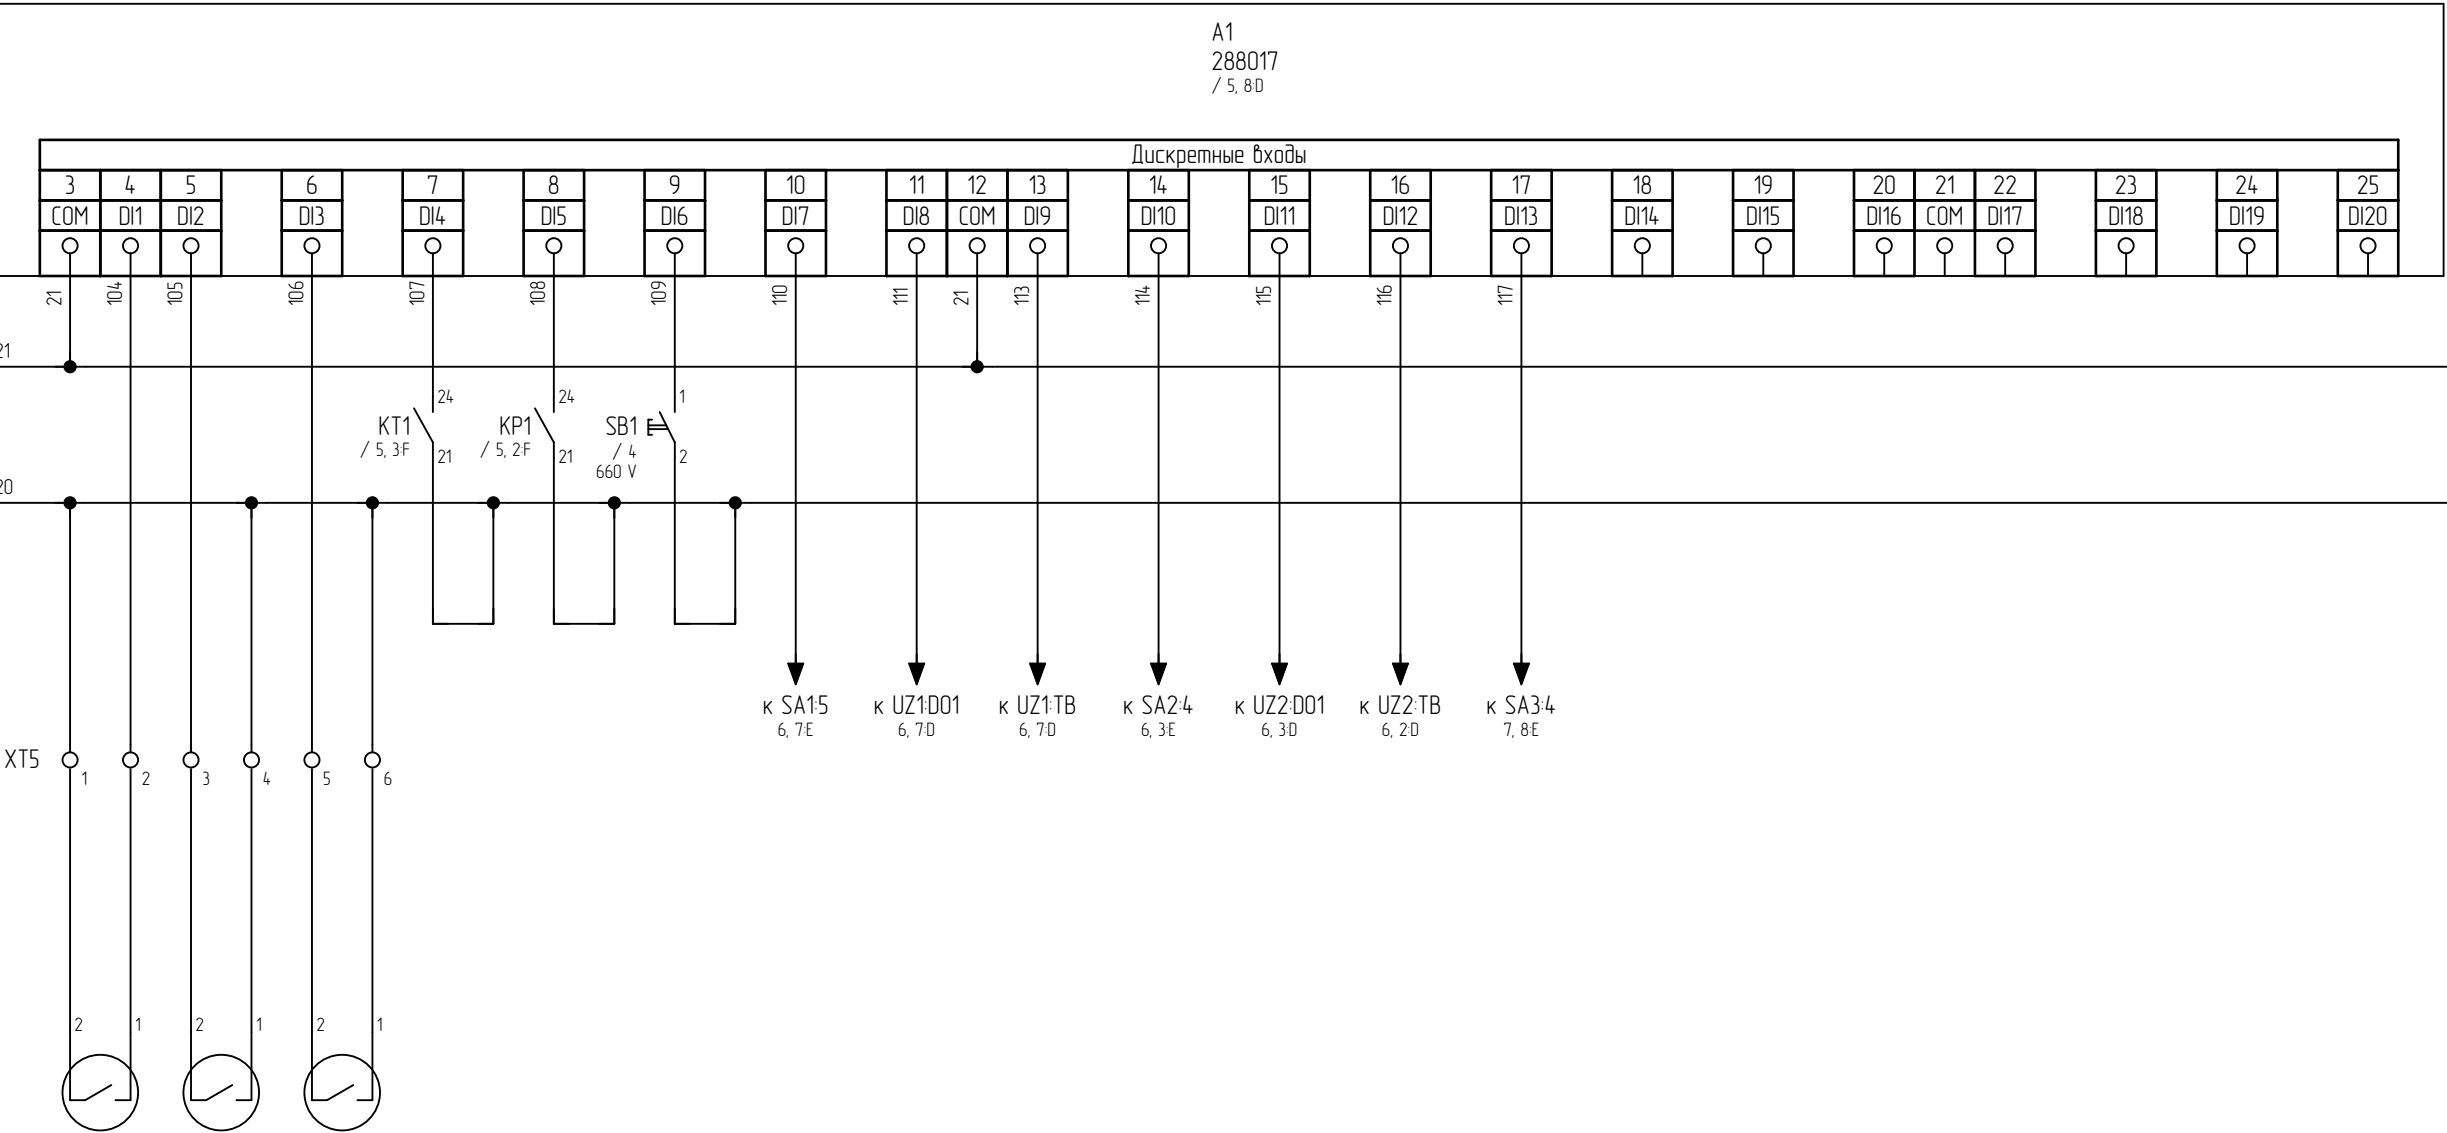 A1
288017
/ 5, 8:D
Дискретные входы
3 4 5 6 7 8 9 10 11 12 13 14 15 16 17 18 19 20 21 22 23 24 25
COM DI1 DI2 DI3 DI4 DI5 DI6 DI7 DI8 COM DI9 DI10 DI11 DI12 DI13 DI14 DI15 DI16 COM DI17 DI18 DI19 DI20
21 104 105 106 107 108 109 110 111 21 113 114 115 116 117
21
24 24 1
KT1 KP1 SB1
/ 5, 3:F / 5, 2:F / 4
21 21 2
660 V
20
к SA1:5 к UZ1:DO1 к UZ1:TB к SA2:4 к UZ2:DO1 к UZ2:TB к SA3:4
6, 7:E 6, 7:D 6, 7:D 6, 3:E 6, 3:D 6, 2:D 7, 8:E
XT5
1 2 3 4 5 6
2 1 2 1 2 1